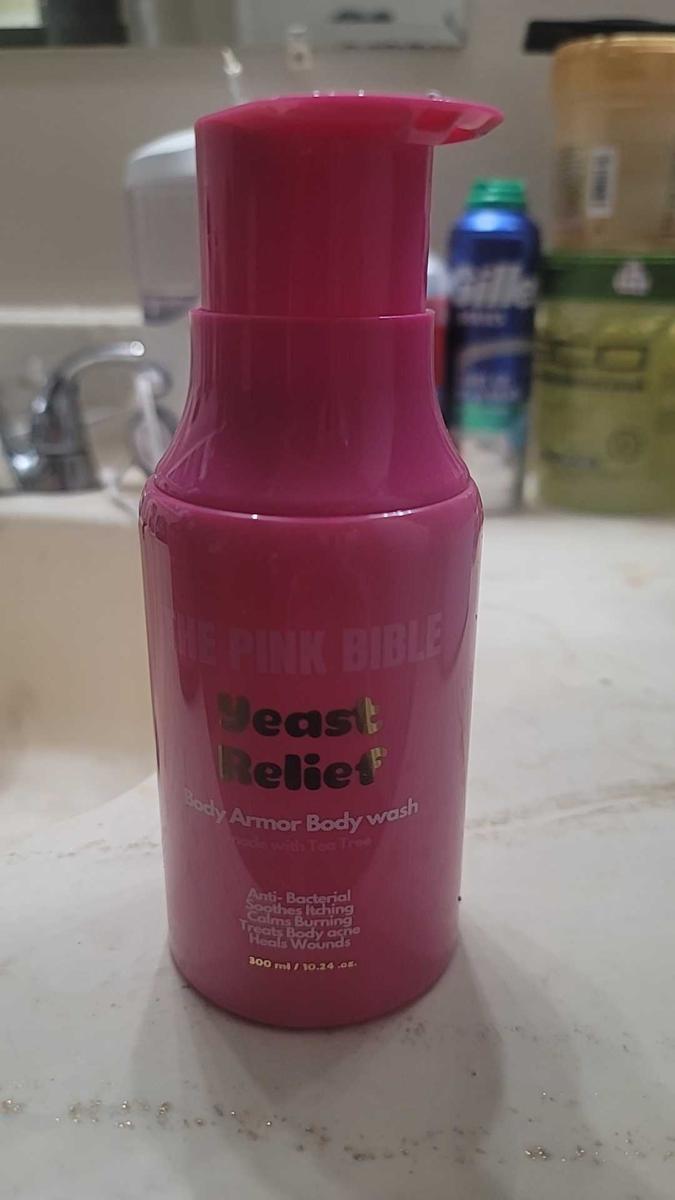 THE PINK BIBLE
Yeast
Relief
Body Armor Body wash
made with Tea Tree
Anti- Bacterial
Soothes Itching
Calms Burning
Treats Body acne
Heals Wounds
300 ml / 10.24 .oz.